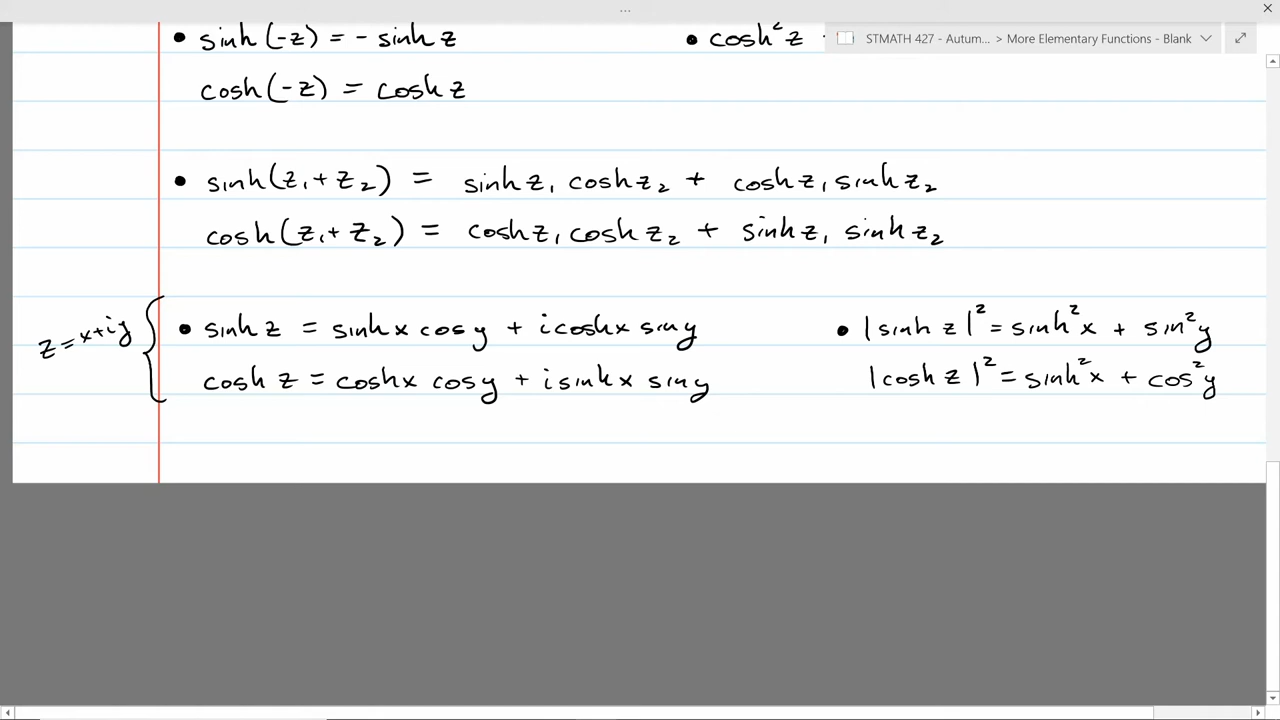 ...
STMATH 427 - Autum... > More Elementary Functions - Blank
• sinh(-z) = - sinh z
• cosh²z
cosh(-z) = cosh z
• sinh(z₁+z₂) = sinh z₁ cosh z₂ + cosh z₁ sinh z₂
cosh(z₁+z₂) = cosh z₁ cosh z₂ + sinh z₁ sinh z₂
z = x+iy
• sinh z = sinh x cos y + i cosh x sin y
• |sinh z|² = sinh²x + sin²y
cosh z = cosh x cos y + i sinh x sin y
|cosh z|² = sinh²x + cos²y